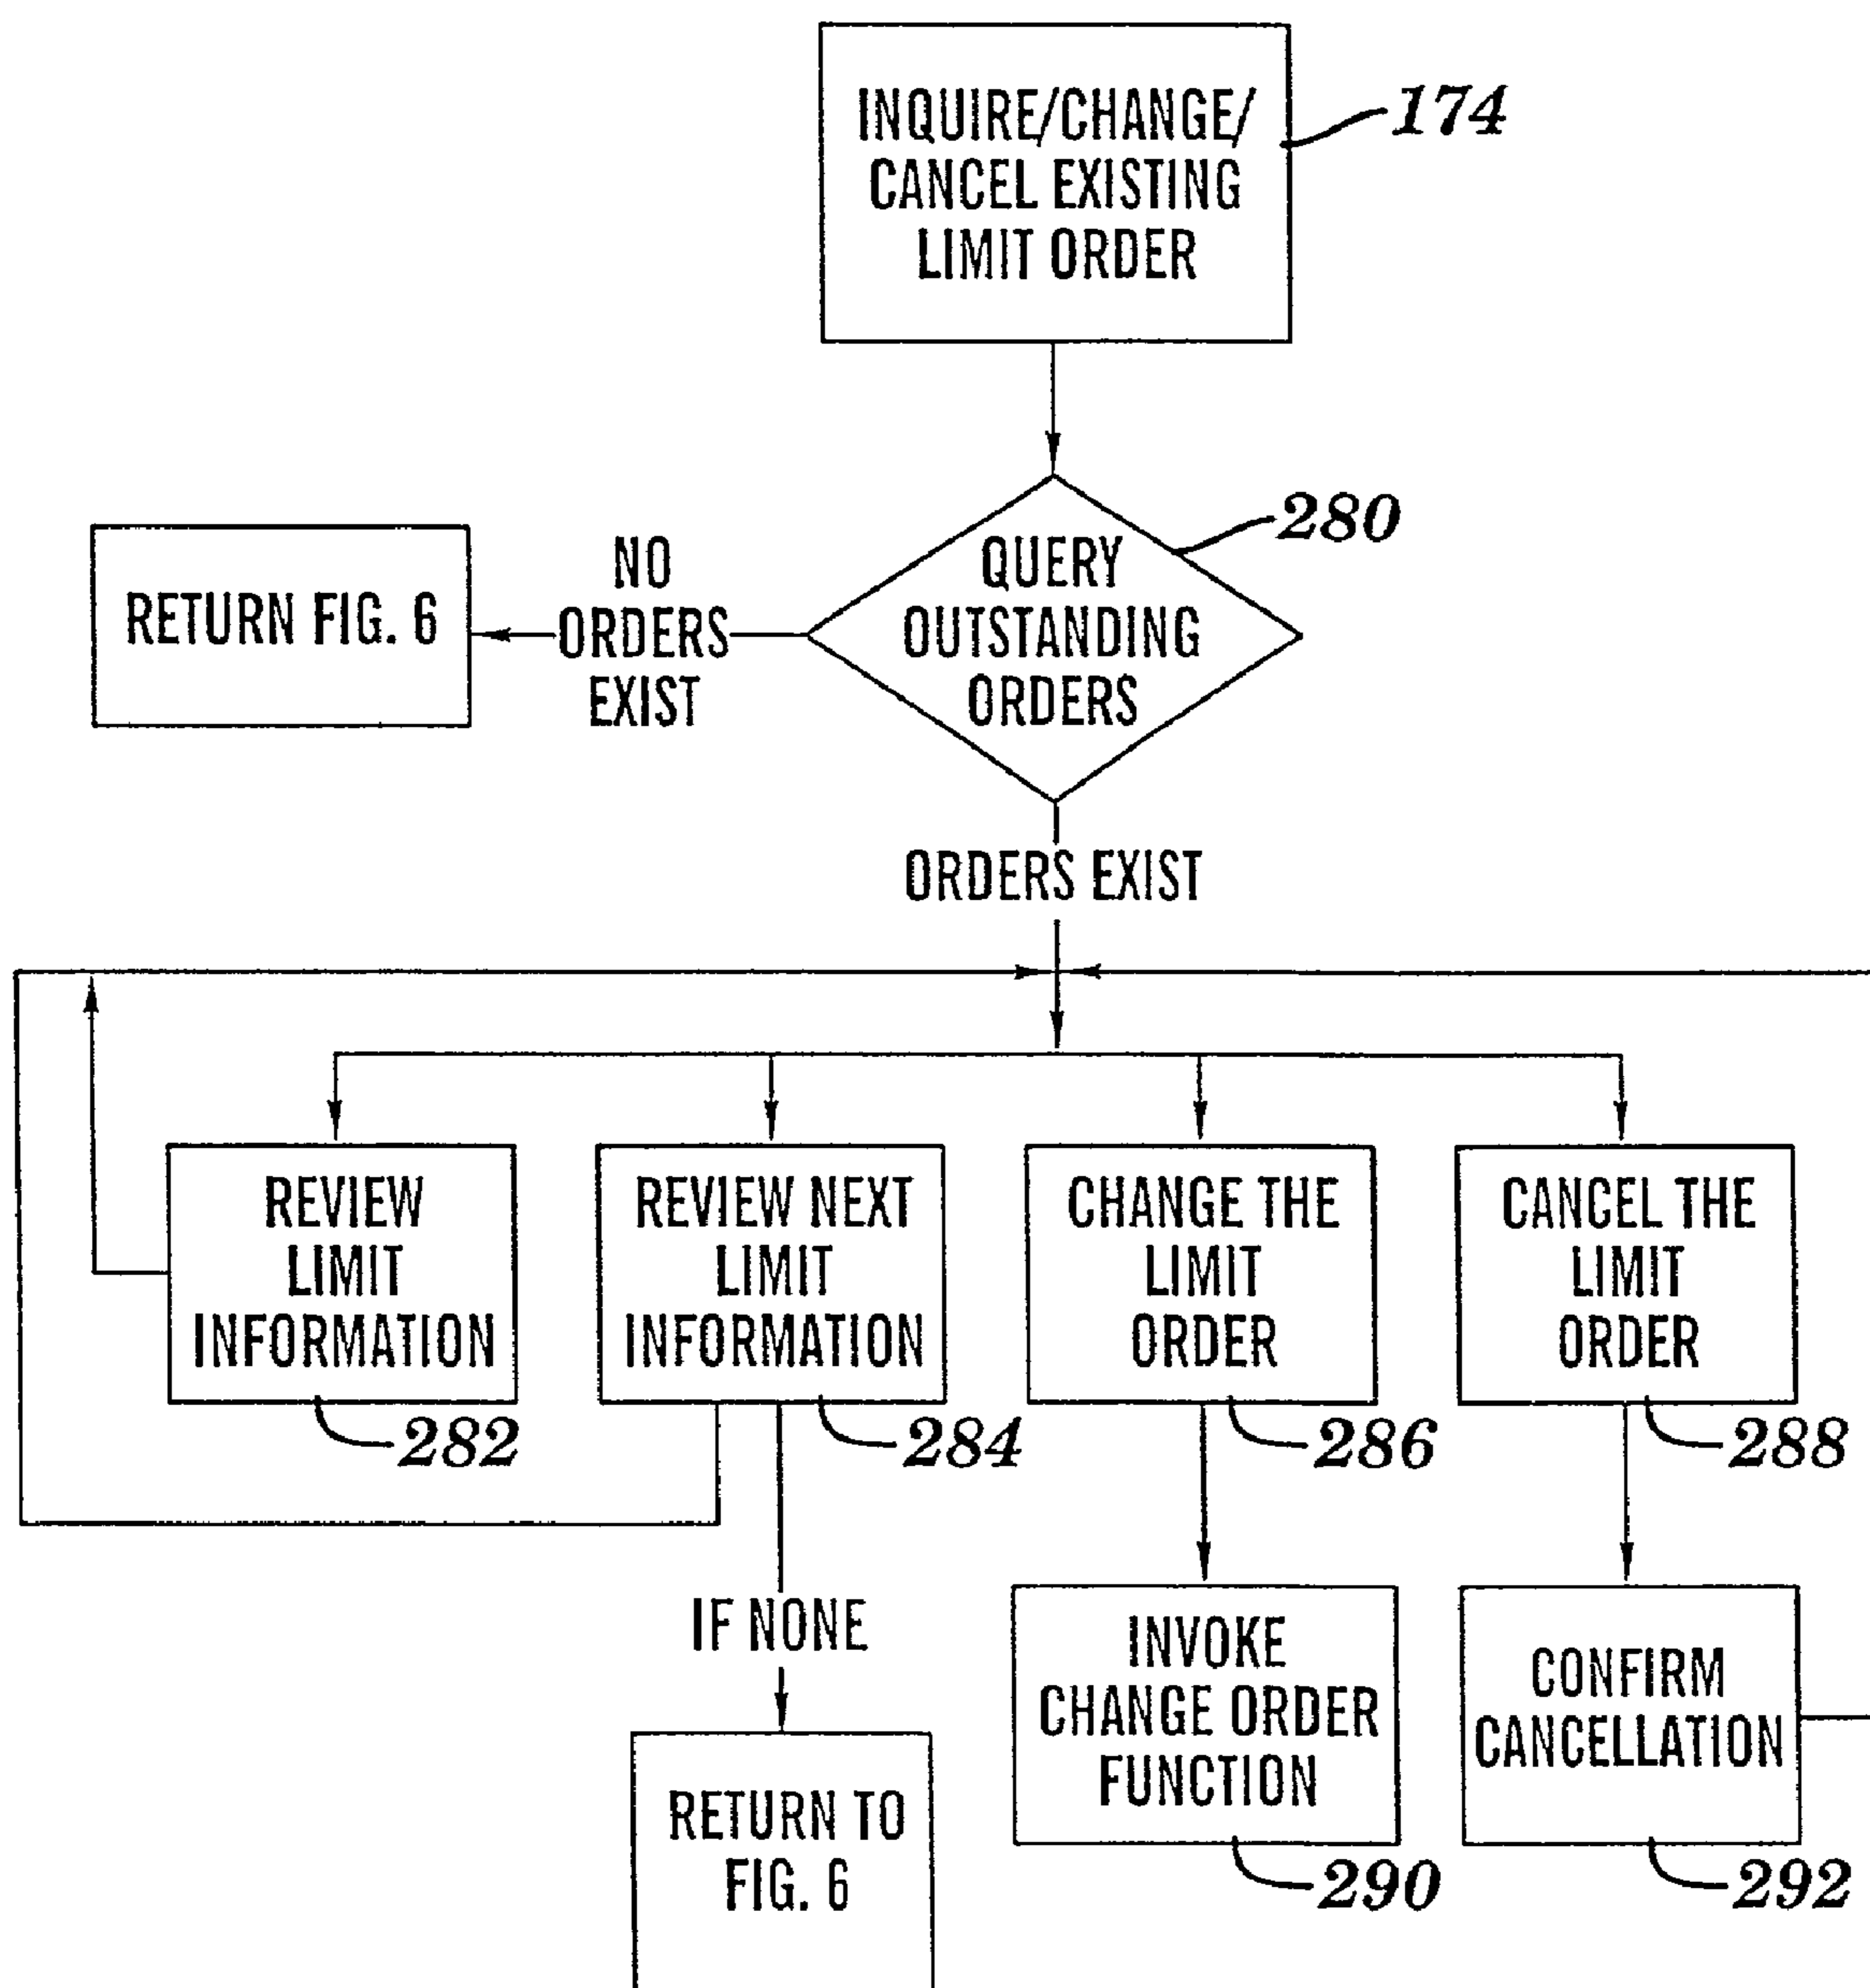 INQUIRE/CHANGE/
CANCEL EXISTING
LIMIT ORDER
174
280
QUERY
OUTSTANDING
ORDERS
NO
ORDERS
EXIST
RETURN FIG. 6
ORDERS EXIST
REVIEW
LIMIT
INFORMATION
282
REVIEW NEXT
LIMIT
INFORMATION
284
CHANGE THE
LIMIT
ORDER
286
CANCEL THE
LIMIT
ORDER
288
IF NONE
RETURN TO
FIG. 6
INVOKE
CHANGE ORDER
FUNCTION
290
CONFIRM
CANCELLATION
292